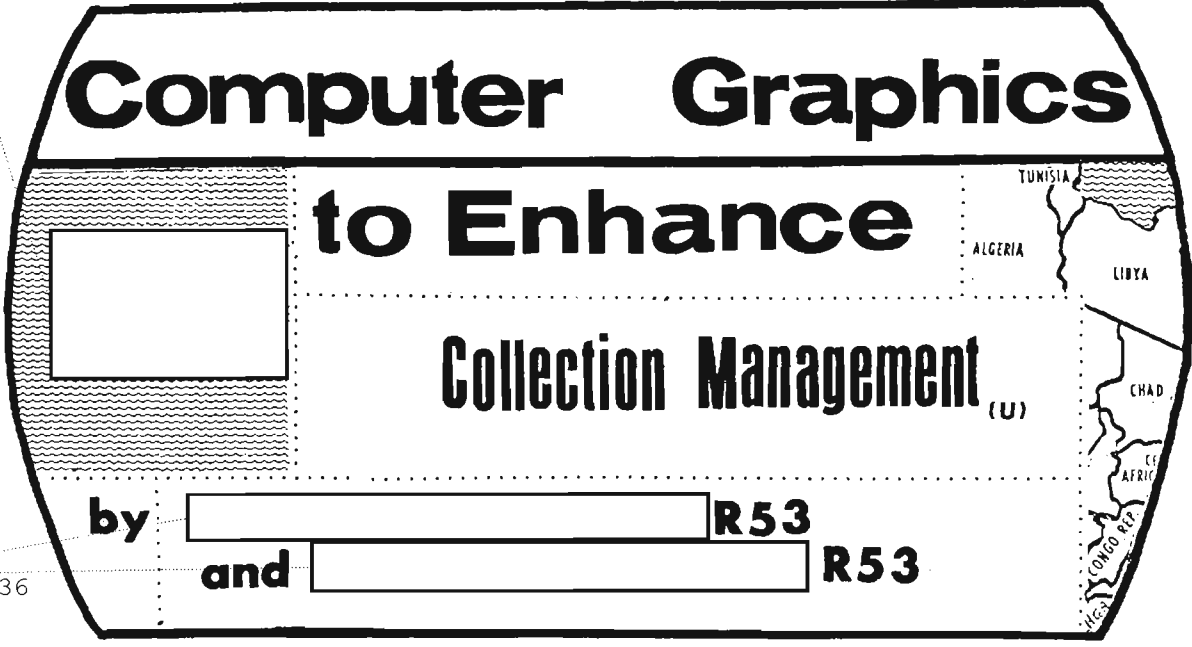 Computer Graphics
to Enhance
TUNISIA
ALGERIA
LIBYA
Collection Management (U)
CHAD
by R53
and R53
CONGO REP.
36